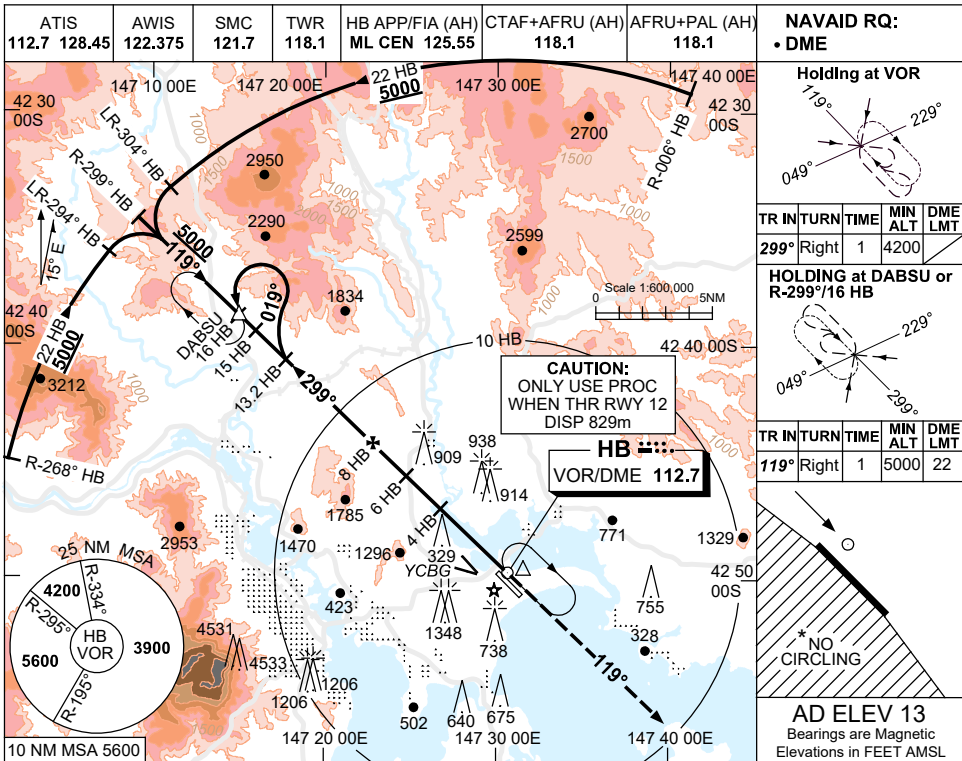 ATIS
112.7 128.45
AWIS
122.375
SMC
121.7
TWR
118.1
HB APP/FIA (AH)
ML CEN 125.55
CTAF+AFRU (AH)
118.1
AFRU+PAL (AH)
118.1
NAVAID RQ:
• DME
147 10 00E
147 20 00E
147 30 00E
147 40 00E
22 HB
5000
42 30
00S
42 30
00S
1000
1500
2700
1500
LR-304° HB
R-299° HB
LR-294° HB
R-006° HB
2950
1000
1500
2000
2290
1000
2599
1000
15° E
5000
119°
019°
1834
Scale 1:600,000
0
5NM
42 40
00S
42 40 00S
22 HB
5000
3212
1000
DABSU
16 HB
15 HB
13.2 HB
10 HB
299°
CAUTION:
ONLY USE PROC
WHEN THR RWY 12
DISP 829m
HB
VOR/DME 112.7
R-268° HB
8 HB
6 HB
4 HB
909
938
914
1785
1470
1296
2953
329
YCBG
771
1329
42 50
00S
423
1348
738
755
328
119°
25 NM MSA
4200
R-334°
R-295°
HB
VOR
3900
5600
R-195°
4531
4533
1206
1206
1500
502
640
675
10 NM MSA 5600
147 20 00E
147 30 00E
147 40 00E
Holding at VOR
119°
229°
049°
TR IN TURN TIME MIN ALT DME LMT
299° Right 1 4200
HOLDING at DABSU or
R-299°/16 HB
229°
049°
299°
TR IN TURN TIME MIN ALT DME LMT
119° Right 1 5000 22
*NO
CIRCLING
AD ELEV 13
Bearings are Magnetic
Elevations in FEET AMSL